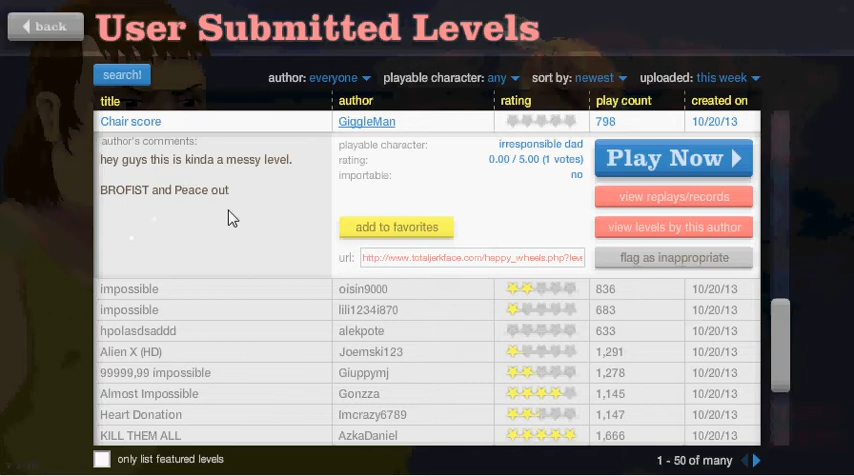 back
User Submitted Levels
search!
author: everyone playable character: any sort by: newest uploaded: this week
title author rating play count created on
Chair score GiggleMan 798 10/20/13
author's comments:
hey guys this is kinda a messy level.
BROFIST and Peace out
playable character: irresponsible dad
rating: 0.00 / 5.00 (1 votes)
importable: no
add to favorites
url: http://www.totaljerkface.com/happy_wheels.php?lev
Play Now
view replays/records
view levels by this author
flag as inappropriate
impossible oisin9000 836 10/20/13
impossible lili1234i870 683 10/20/13
hpolasdsaddd alekpote 633 10/20/13
Alien X (HD) Joemski123 1,291 10/20/13
99999,99 impossible Giuppymj 1,278 10/20/13
Almost Impossible Gonzza 1,145 10/20/13
Heart Donation Imcrazy6789 1,147 10/20/13
KILL THEM ALL AzkaDaniel 1,666 10/20/13
only list featured levels
1 - 50 of many